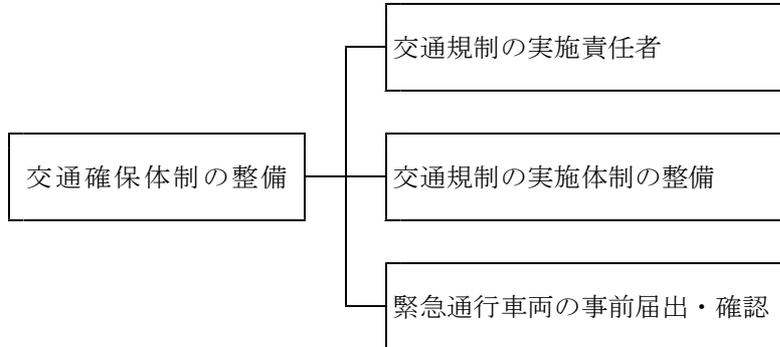 交通確保体制の整備
交通規制の実施責任者
交通規制の実施体制の整備
緊急通行車両の事前届出・確認